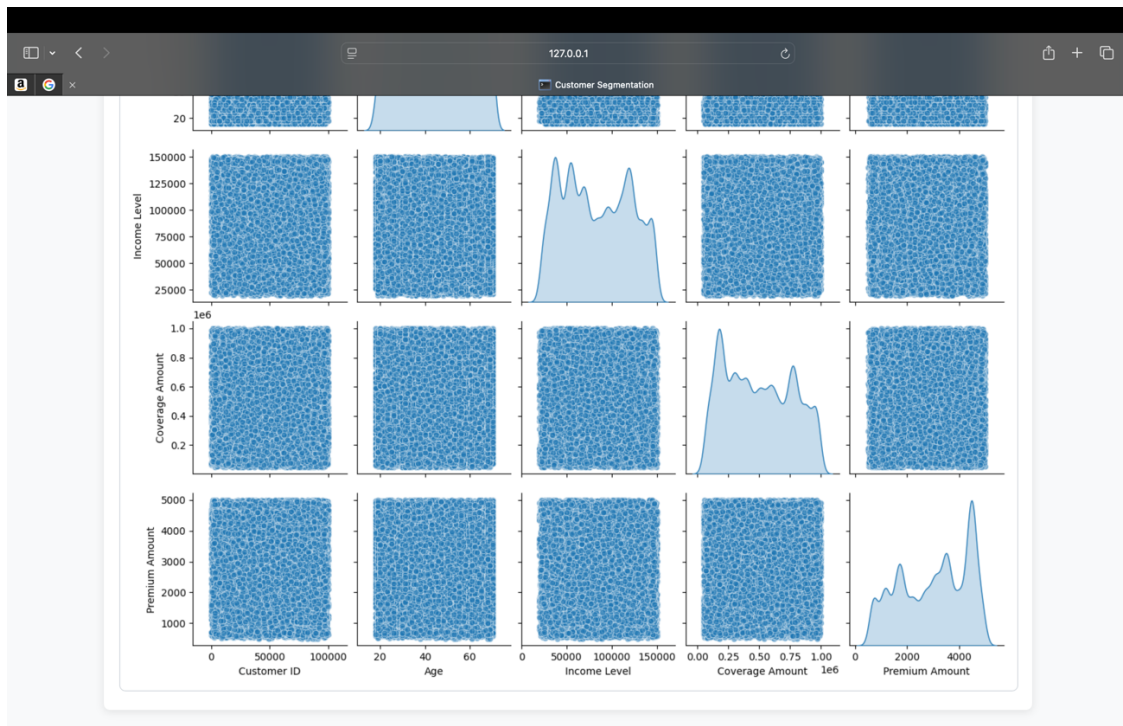 127.0.0.1
a G Customer Segmentation
20
150000
125000
100000
75000
50000
25000
Income Level
1e6
1.0
0.8
0.6
0.4
0.2
Coverage Amount
5000
4000
3000
2000
1000
Premium Amount
0 50000 100000 20 40 60 0 50000 100000 150000 0.00 0.25 0.50 0.75 1.00 0 2000 4000
1e6
Customer ID Age Income Level Coverage Amount Premium Amount